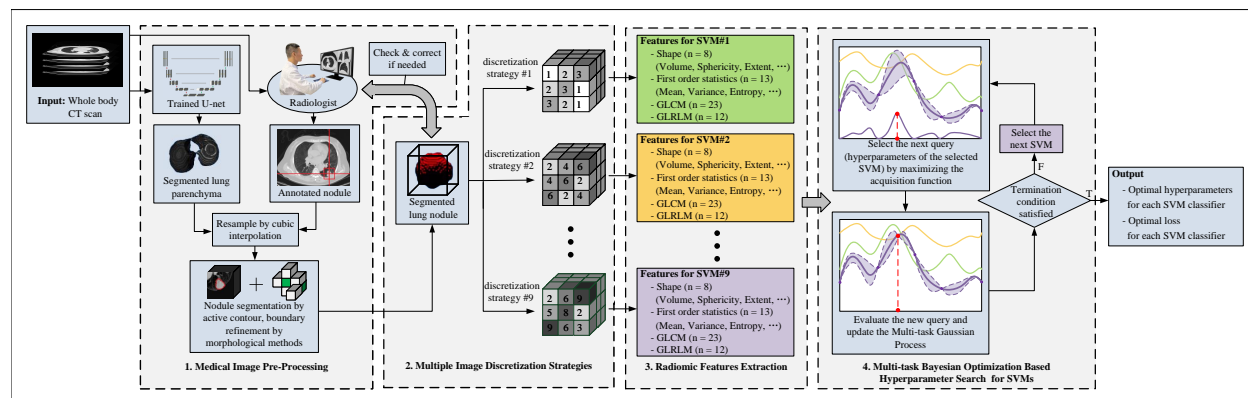 Input: Whole body
CT scan
Trained U-net
Radiologist
Check & correct
if needed
Segmented lung
parenchyma
Annotated nodule
Resample by cubic
interpolation
+
Nodule segmentation by
active contour, boundary
refinement by
morphological methods
1. Medical Image Pre-Processing
Segmented
lung nodule
discretization
strategy #1
1 2 3
2 3 1
3 2 1
discretization
strategy #2
2 4 6
4 6 2
6 2 4
discretization
strategy #9
2 6 9
5 8 2
9 6 3
2. Multiple Image Discretization Strategies
Features for SVM#1
- Shape (n = 8)
(Volume, Sphericity, Extent, ···)
- First order statistics (n = 13)
(Mean, Variance, Entropy, ···)
- GLCM (n = 23)
- GLRLM (n = 12)
Features for SVM#2
- Shape (n = 8)
(Volume, Sphericity, Extent, ···)
- First order statistics (n = 13)
(Mean, Variance, Entropy, ···)
- GLCM (n = 23)
- GLRLM (n = 12)
Features for SVM#9
- Shape (n = 8)
(Volume, Sphericity, Extent, ···)
- First order statistics (n = 13)
(Mean, Variance, Entropy, ···)
- GLCM (n = 23)
- GLRLM (n = 12)
3. Radiomic Features Extraction
Select the next query
(hyperparameters of the selected
SVM) by maximizing the
acquisition function
Evaluate the new query and
update the Multi-task Gaussian
Process
Select the
next SVM
F
Termination
condition
satisfied
T
4. Multi-task Bayesian Optimization Based
Hyperparameter Search for SVMs
Output
- Optimal hyperparameters
for each SVM classifier
- Optimal loss
for each SVM classifier